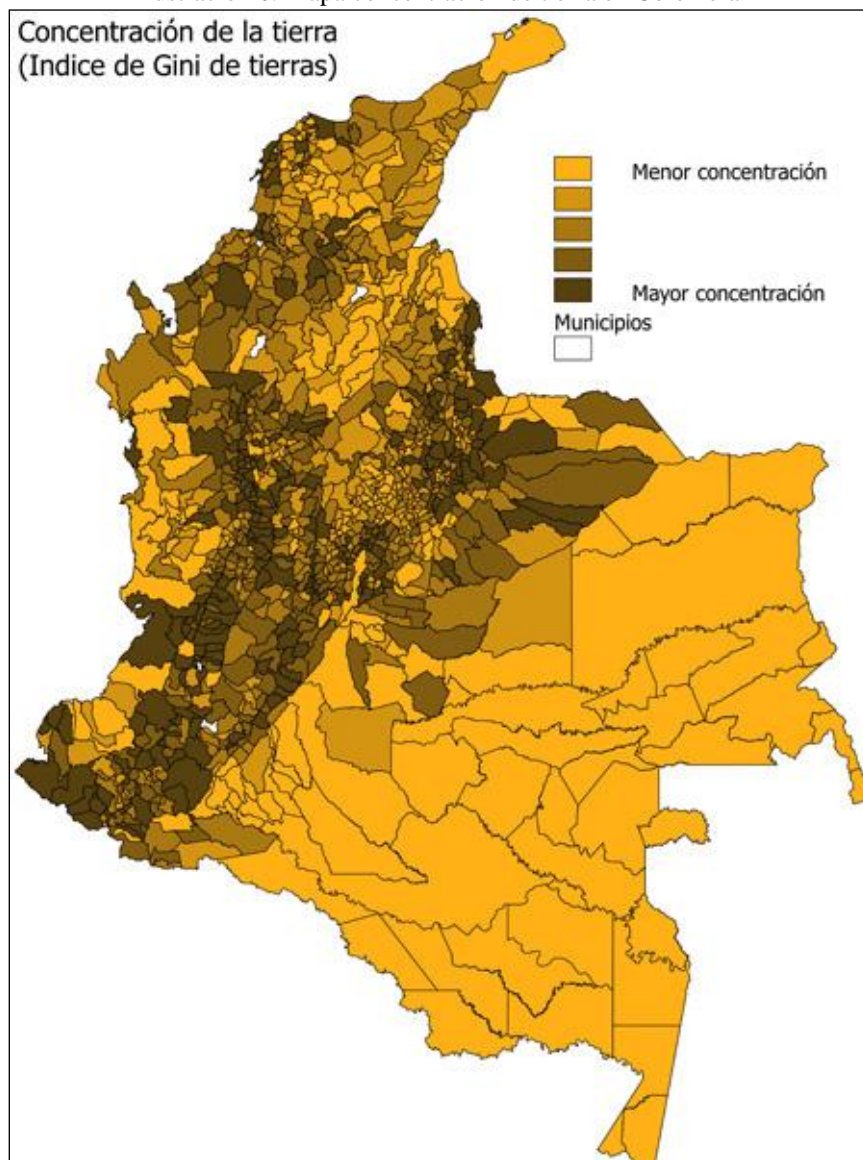 Concentración de la tierra
(Indice de Gini de tierras)
Menor concentración
Mayor concentración
Municipios